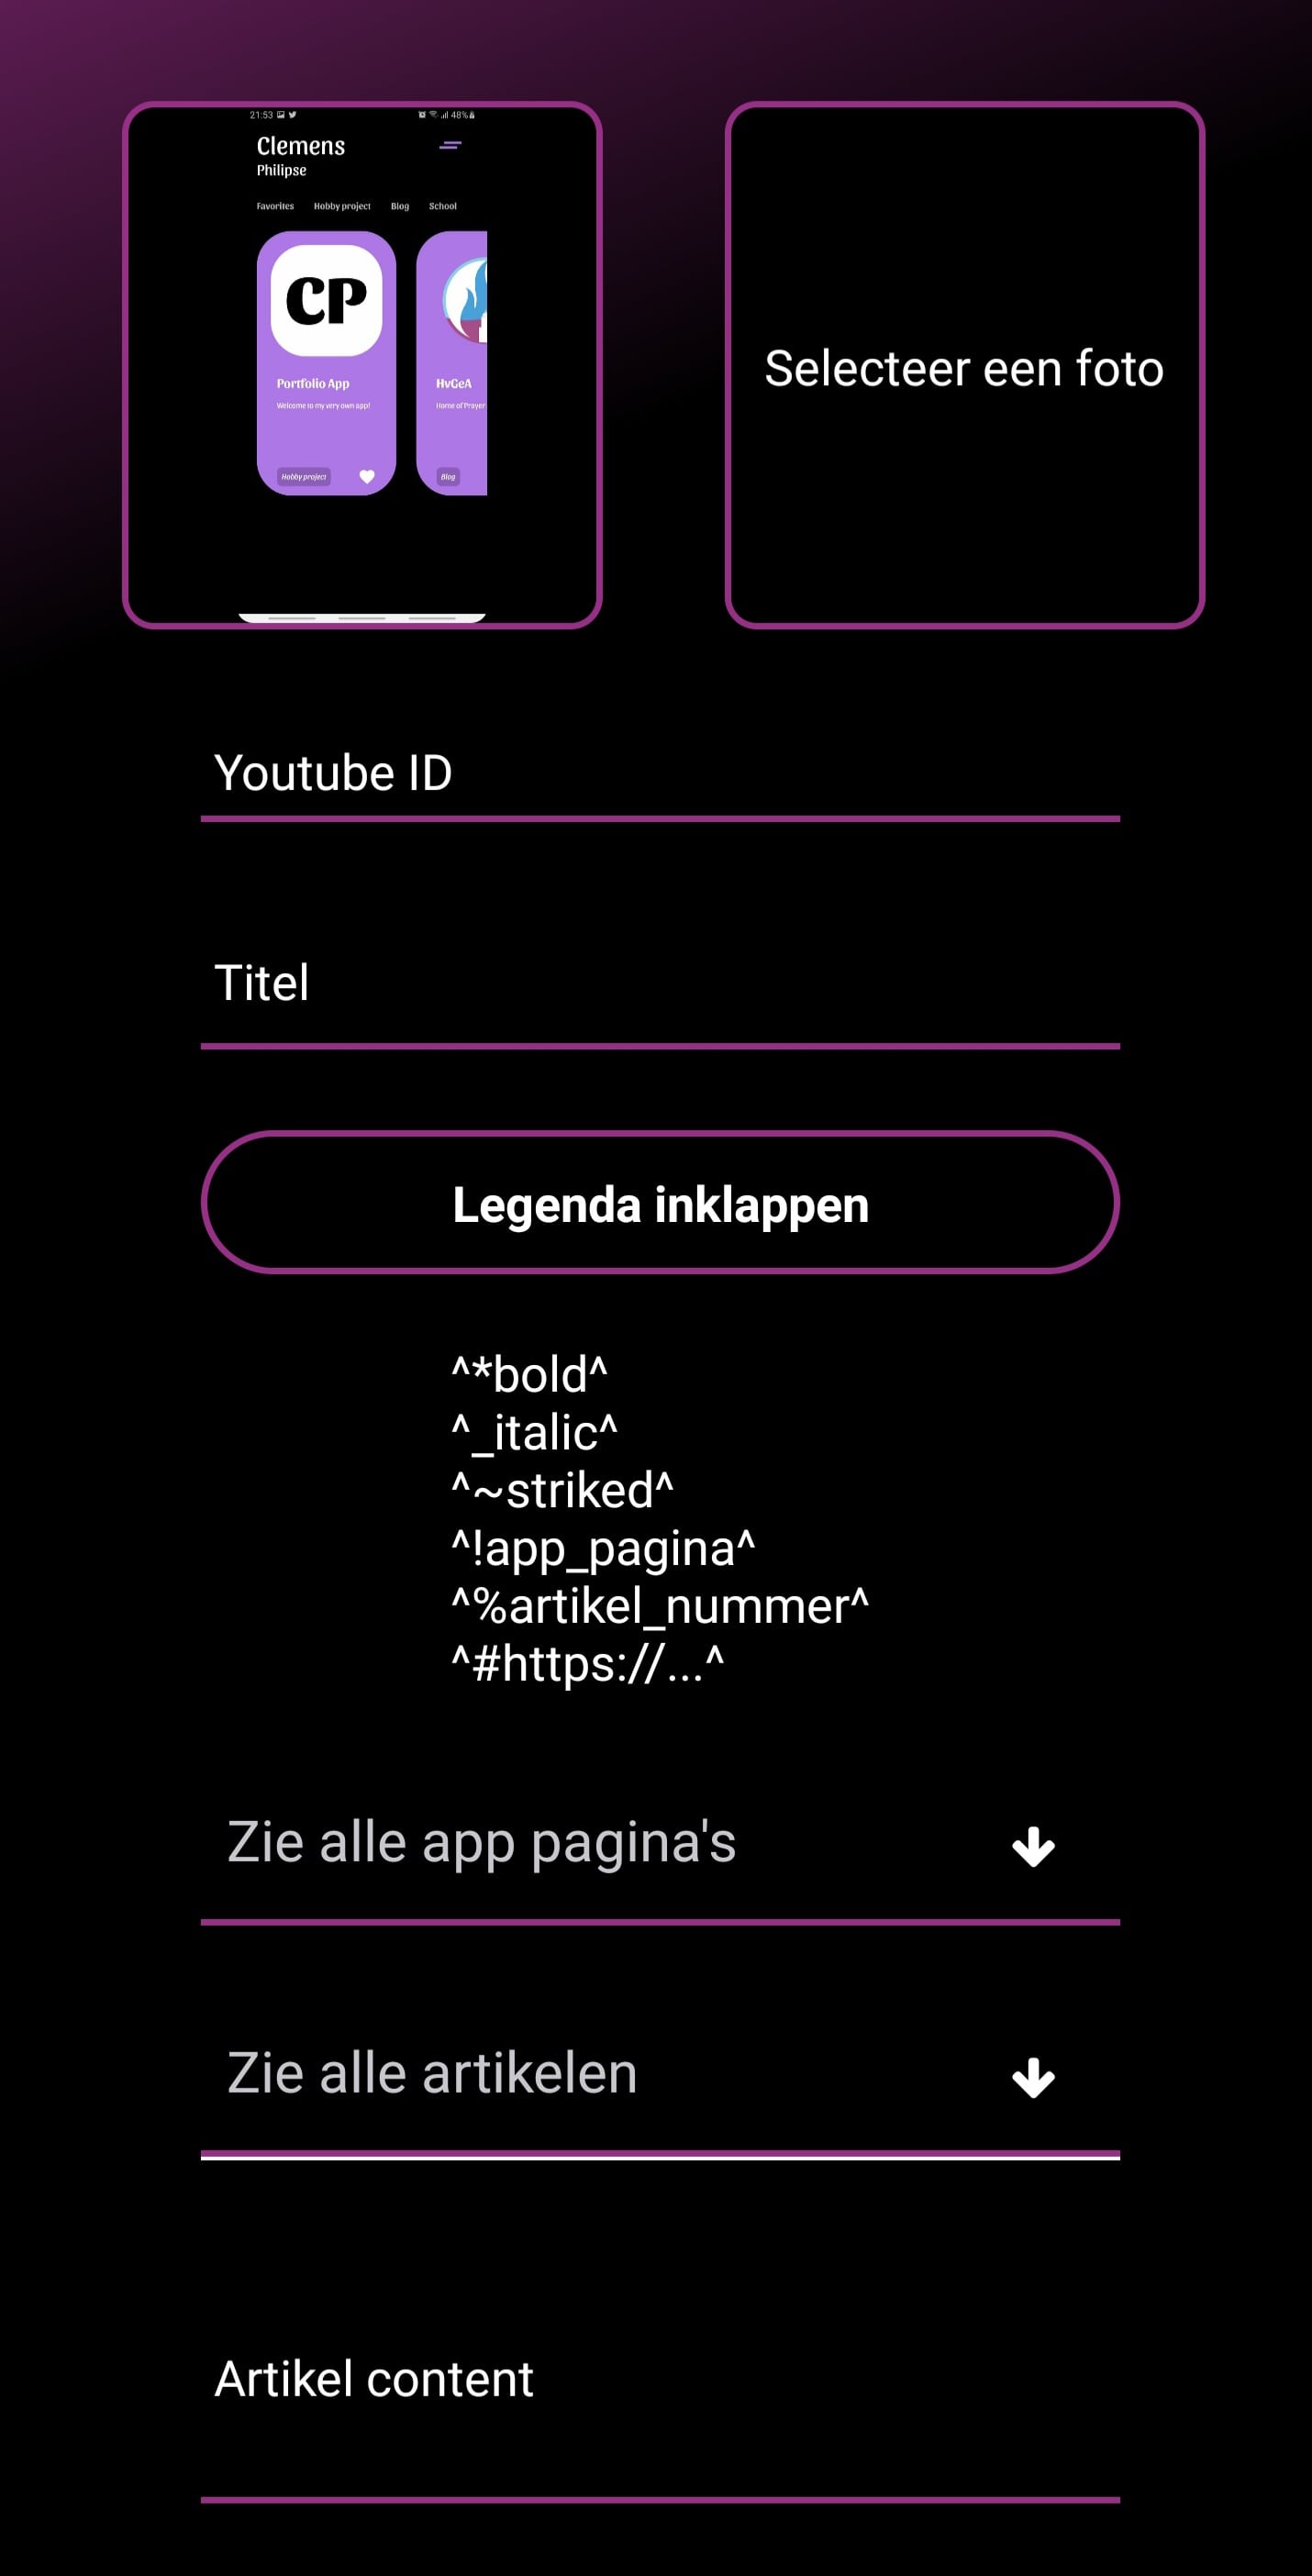 21:53
48%
Clemens
Philipse
Favorites Hobby project Blog School
CP
Portfolio App
Welcome to my very own app!
Hobby project
HvGeA
Home of Prayer
Blog
Selecteer een foto
Youtube ID
Titel
Legenda inklappen
^*bold^
^_italic^
^~striked^
^!app_pagina^
^%artikel_nummer^
^#https://...^
Zie alle app pagina's
Zie alle artikelen
Artikel content